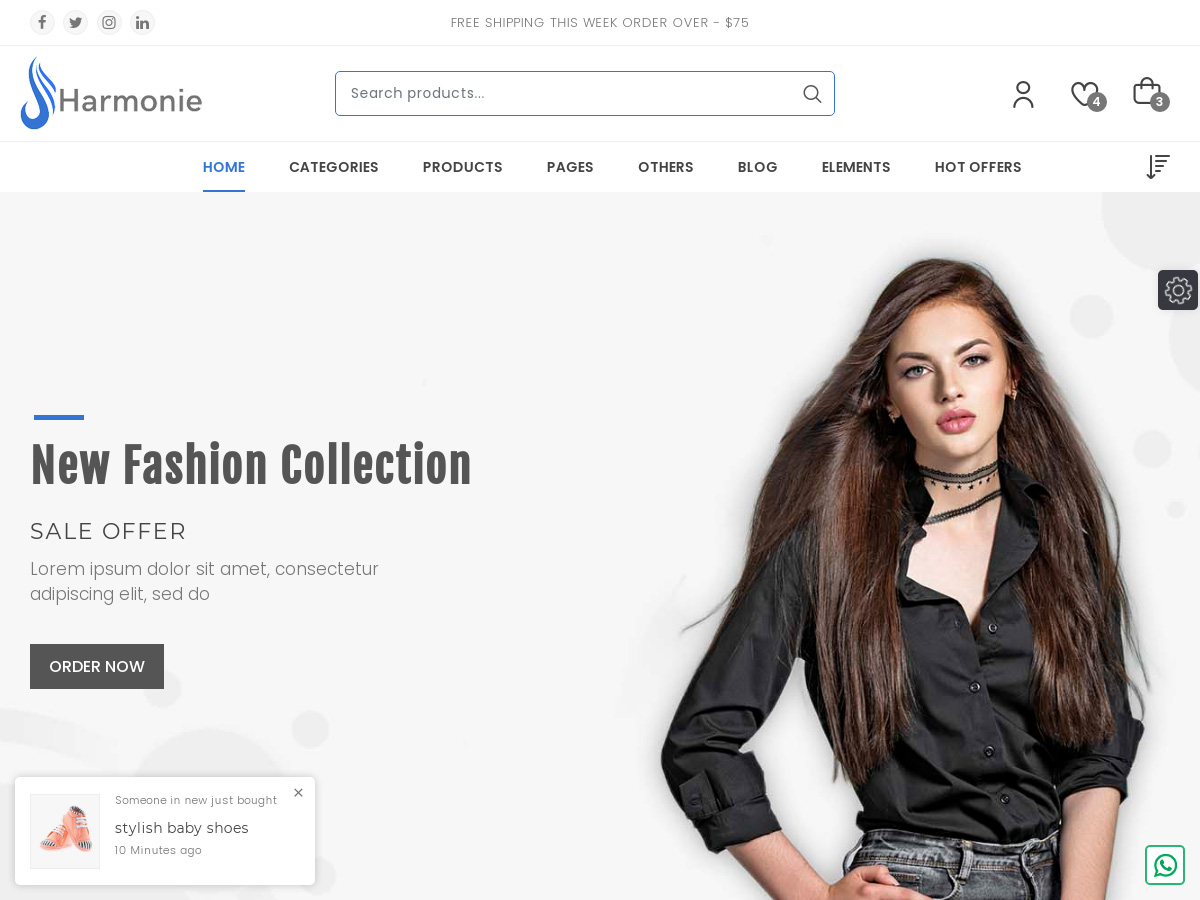 FREE SHIPPING THIS WEEK ORDER OVER - $75
Harmonie
Search products...
4
3
HOME
CATEGORIES
PRODUCTS
PAGES
OTHERS
BLOG
ELEMENTS
HOT OFFERS
New Fashion Collection
SALE OFFER
Lorem ipsum dolor sit amet, consectetur
adipiscing elit, sed do
ORDER NOW
Someone in new just bought
stylish baby shoes
10 Minutes ago